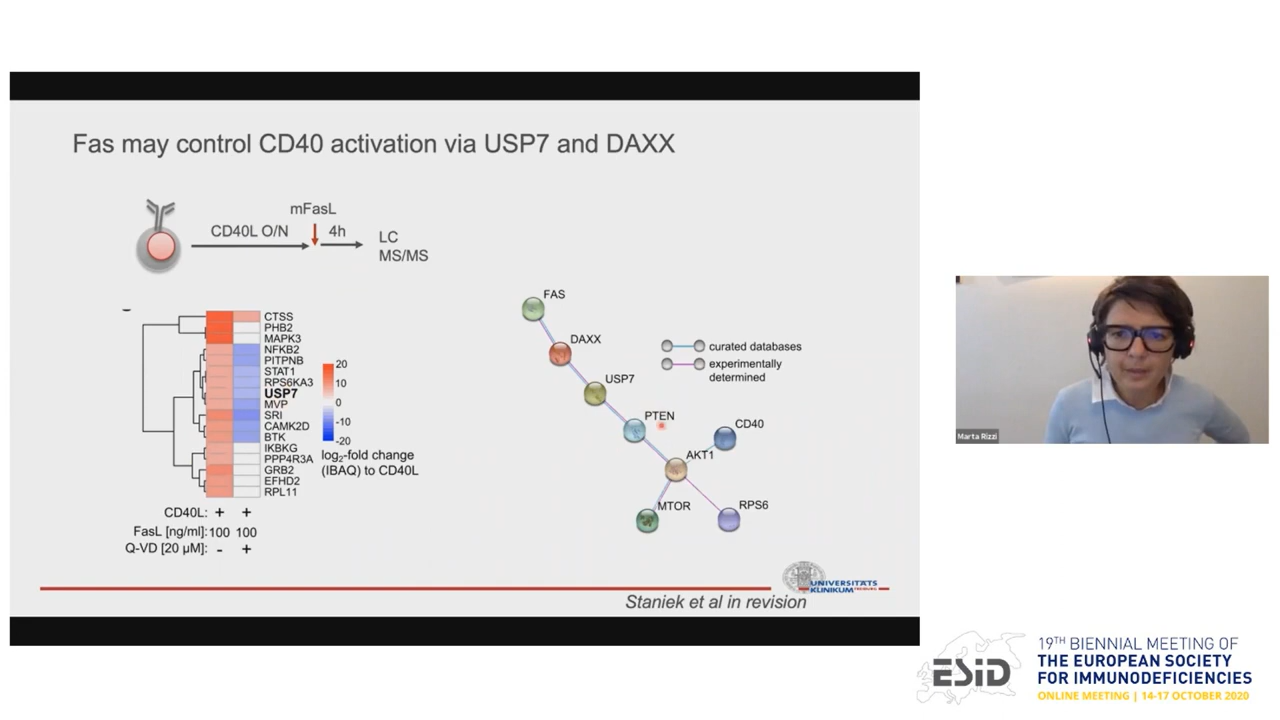 Fas may control CD40 activation via USP7 and DAXX
mFasL
CD40L O/N
4h
LC
MS/MS
CTSS
PHB2
MAPK3
NFKB2
PITPNB
STAT1
RPS6KA3
USP7
MVP
SRI
CAMK2D
BTK
IKBKG
PPP4R3A
GRB2
EFHD2
RPL11
20
10
0
-10
-20
log2-fold change
(IBAQ) to CD40L
CD40L: + +
FasL [ng/ml]: 100 100
Q-VD [20 µM]: - +
FAS
DAXX
USP7
PTEN
CD40
AKT1
MTOR
RPS6
curated databases
experimentally
determined
UNIVERSITÄTS
KLINIKUM FREIBURG
Staniek et al in revision
Marta Rizzi
ESID
19TH BIENNIAL MEETING OF
THE EUROPEAN SOCIETY
FOR IMMUNODEFICIENCIES
ONLINE MEETING | 14-17 OCTOBER 2020